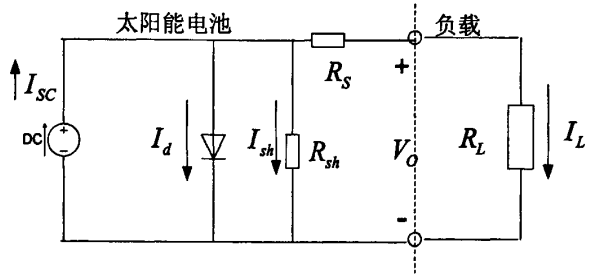 太阳能电池
负载
I_SC
R_S
+
DC
+
−
I_d
I_sh
R_sh
V_O
R_L
I_L
-